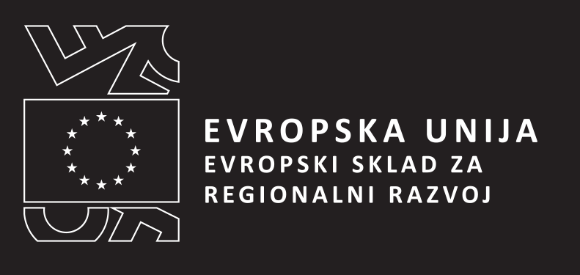 EVROPSKA UNIJA
EVROPSKI SKLAD ZA
REGIONALNI RAZVOJ